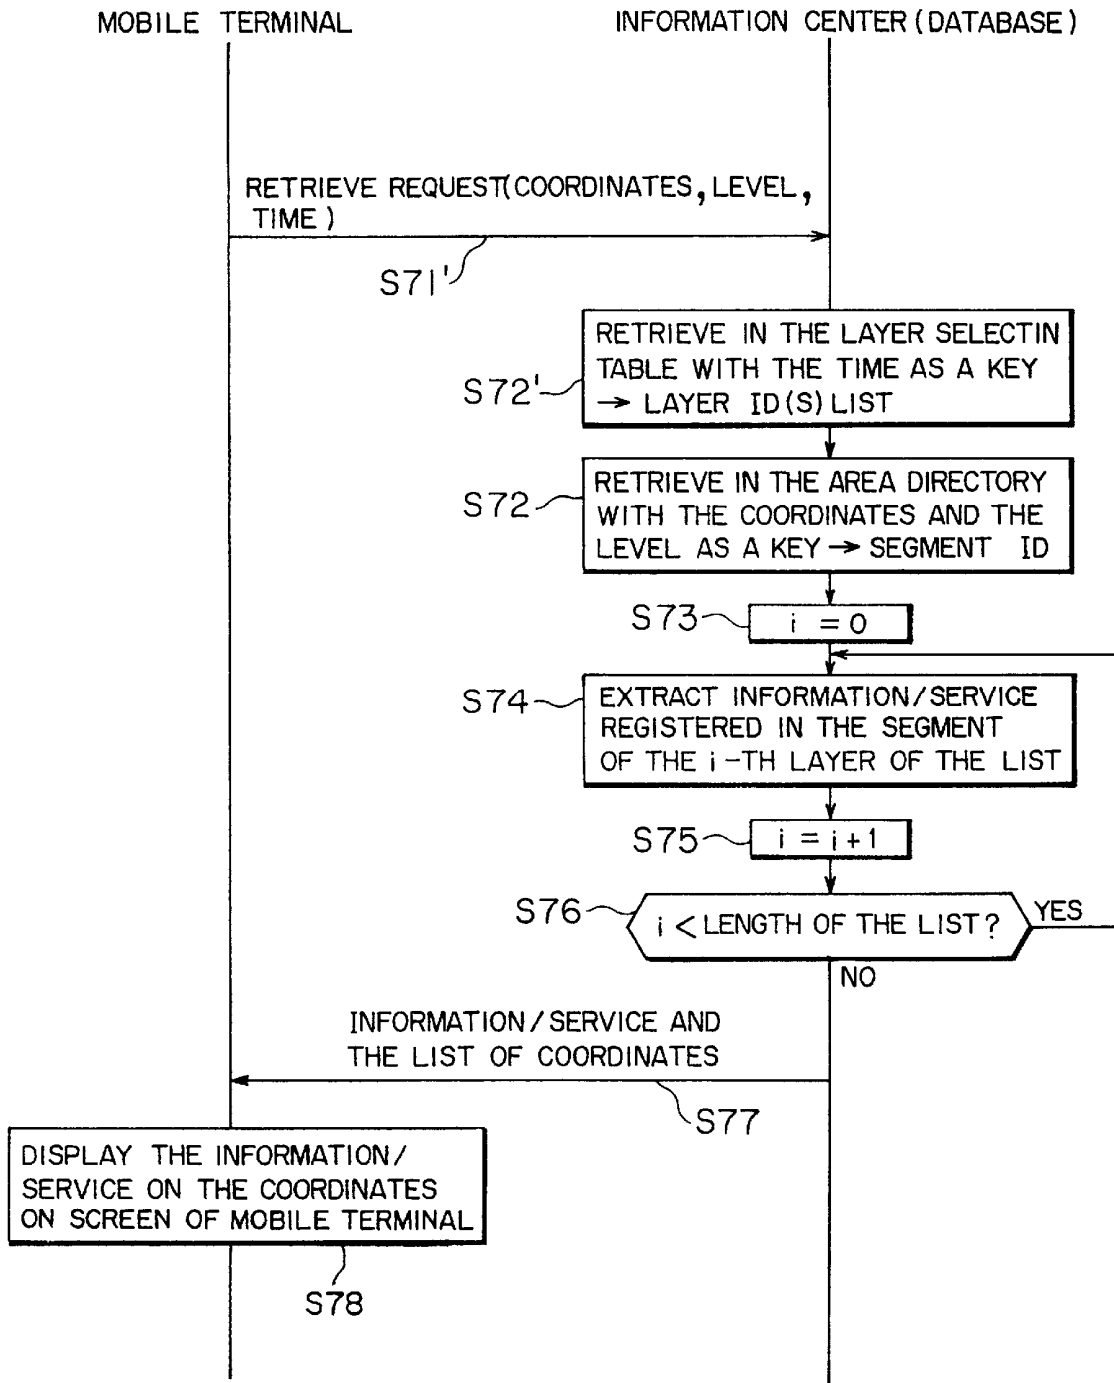 MOBILE TERMINAL
INFORMATION CENTER (DATABASE)
RETRIEVE REQUEST(COORDINATES, LEVEL,
TIME)
S71'
RETRIEVE IN THE LAYER SELECTIN
TABLE WITH THE TIME AS A KEY
→ LAYER ID(S) LIST
S72'
RETRIEVE IN THE AREA DIRECTORY
WITH THE COORDINATES AND THE
LEVEL AS A KEY → SEGMENT ID
S72
S73
i = 0
S74
EXTRACT INFORMATION/SERVICE
REGISTERED IN THE SEGMENT
OF THE i-TH LAYER OF THE LIST
S75
i = i+1
S76
i < LENGTH OF THE LIST?
YES
NO
INFORMATION/SERVICE AND
THE LIST OF COORDINATES
S77
DISPLAY THE INFORMATION/
SERVICE ON THE COORDINATES
ON SCREEN OF MOBILE TERMINAL
S78